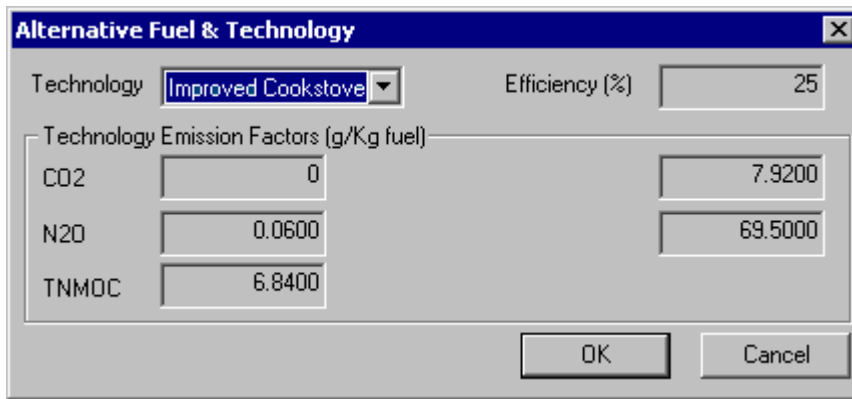 Alternative Fuel & Technology
Technology Improved Cookstove Efficiency (%) 25
Technology Emission Factors (g/Kg fuel)
CO2 0 7.9200
N2O 0.0600 69.5000
TNMOC 6.8400
OK Cancel